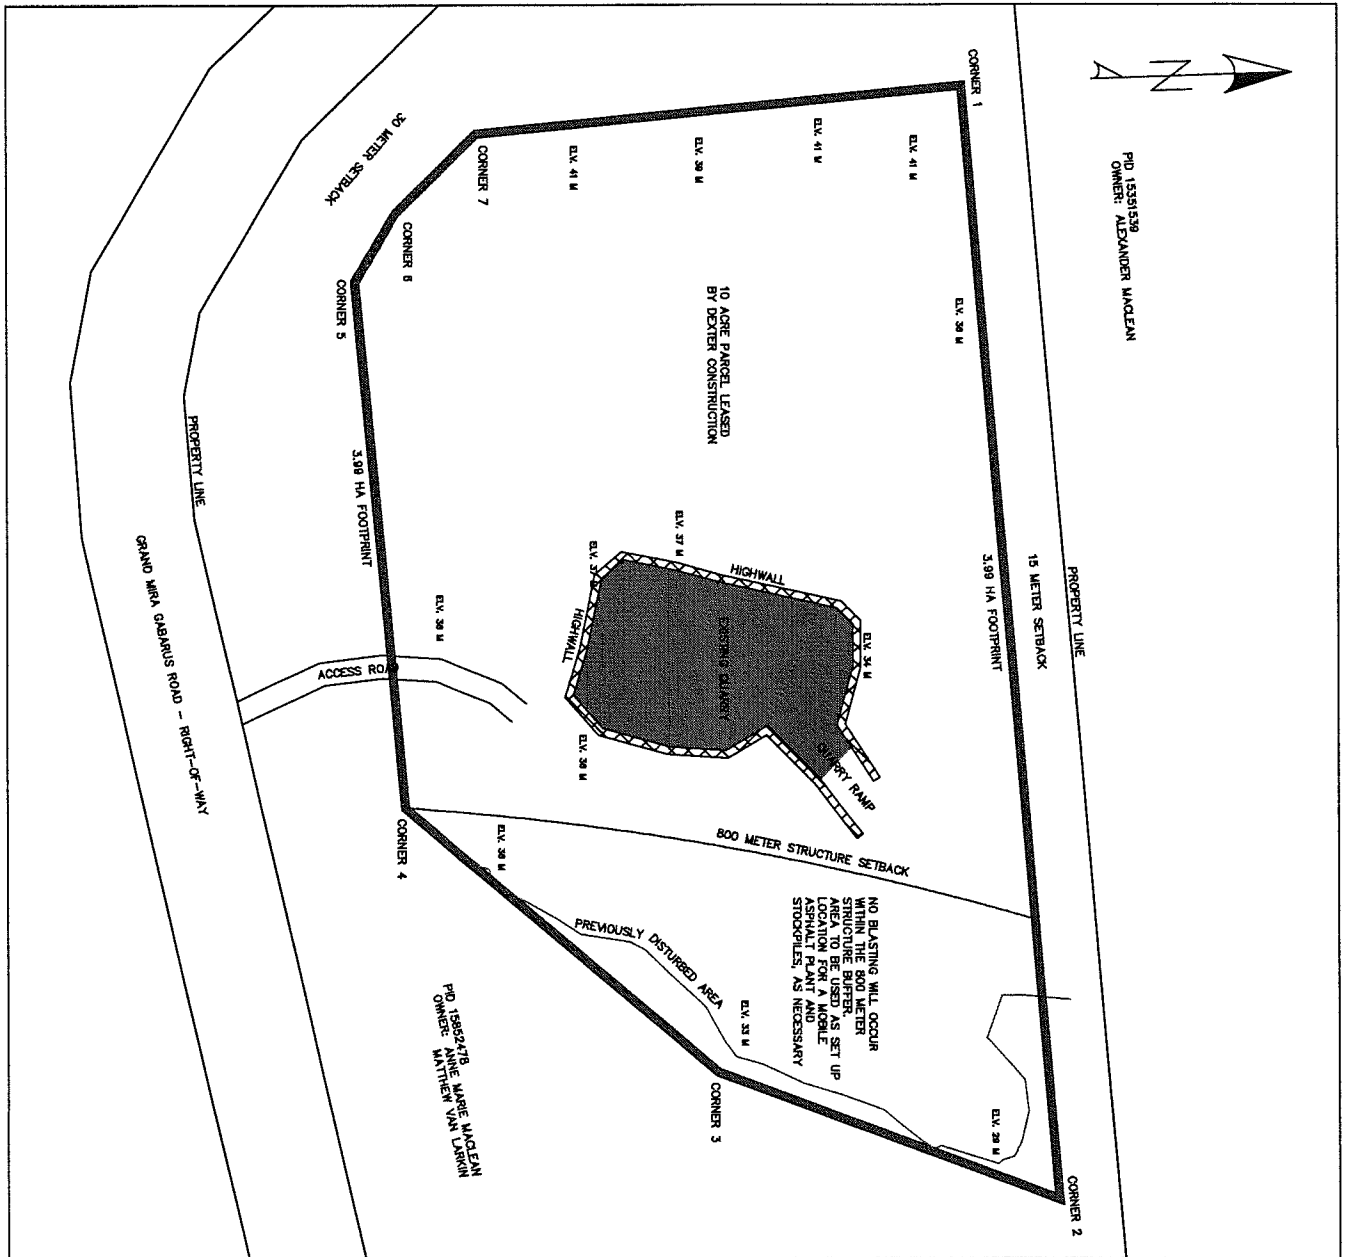 N
PID 15351539
OWNER: ALEXANDER MACLEAN
PROPERTY LINE
15 METER SETBACK
3.99 HA FOOTPRINT
CORNER 1
CORNER 2
ELV. 41 M
ELV. 41 M
ELV. 39 M
ELV. 41 M
ELV. 38 M
CORNER 7
30 METER SETBACK
CORNER 6
CORNER 5
10 ACRE PARCEL LEASED
BY DEXTER CONSTRUCTION
ELV. 37 M
HIGHWALL
ELV. 34 M
EXISTING QUARRY
HIGHWALL
QUARRY RAMP
ELV. 38 M
ELV. 38 M
800 METER STRUCTURE SETBACK
NO BLASTING WILL OCCUR
WITHIN THE 800 METER
STRUCTURE BUFFER.
AREA TO BE USED AS SET UP
LOCATION FOR A MOBILE
ASPHALT PLANT AND
STOCKPILES, AS NECESSARY
ELV. 29 M
ELV. 33 M
PREVIOUSLY DISTURBED AREA
CORNER 3
ELV. 38 M
CORNER 4
3.99 HA FOOTPRINT
ACCESS ROAD
PROPERTY LINE
GRAND MIRA GABARUS ROAD - RIGHT-OF-WAY
PID 15852478
OWNER: ANNE MARIE MACLEAN
MATTHEW VAN LARKIN